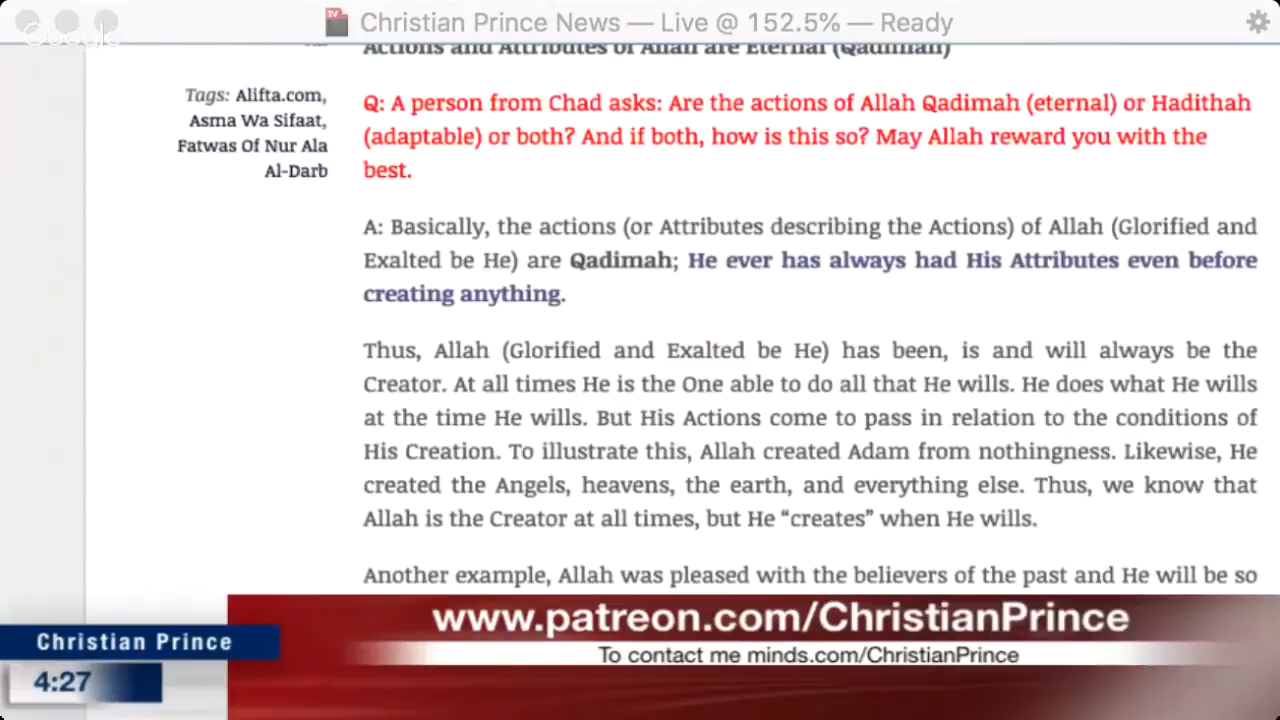 Christian Prince News — Live @ 152.5% — Ready
Google
Actions and Attributes of Allah are Eternal (Qadimah)
Tags: Alifta.com,
Asma Wa Sifaat,
Fatwas Of Nur Ala
Al-Darb
Q: A person from Chad asks: Are the actions of Allah Qadimah (eternal) or Hadithah
(adaptable) or both? And if both, how is this so? May Allah reward you with the
best.
A: Basically, the actions (or Attributes describing the Actions) of Allah (Glorified and
Exalted be He) are Qadimah; He ever has always had His Attributes even before
creating anything.
Thus, Allah (Glorified and Exalted be He) has been, is and will always be the
Creator. At all times He is the One able to do all that He wills. He does what He wills
at the time He wills. But His Actions come to pass in relation to the conditions of
His Creation. To illustrate this, Allah created Adam from nothingness. Likewise, He
created the Angels, heavens, the earth, and everything else. Thus, we know that
Allah is the Creator at all times, but He “creates” when He wills.
Another example, Allah was pleased with the believers of the past and He will be so
www.patreon.com/ChristianPrince
To contact me minds.com/ChristianPrince
Christian Prince
4:27